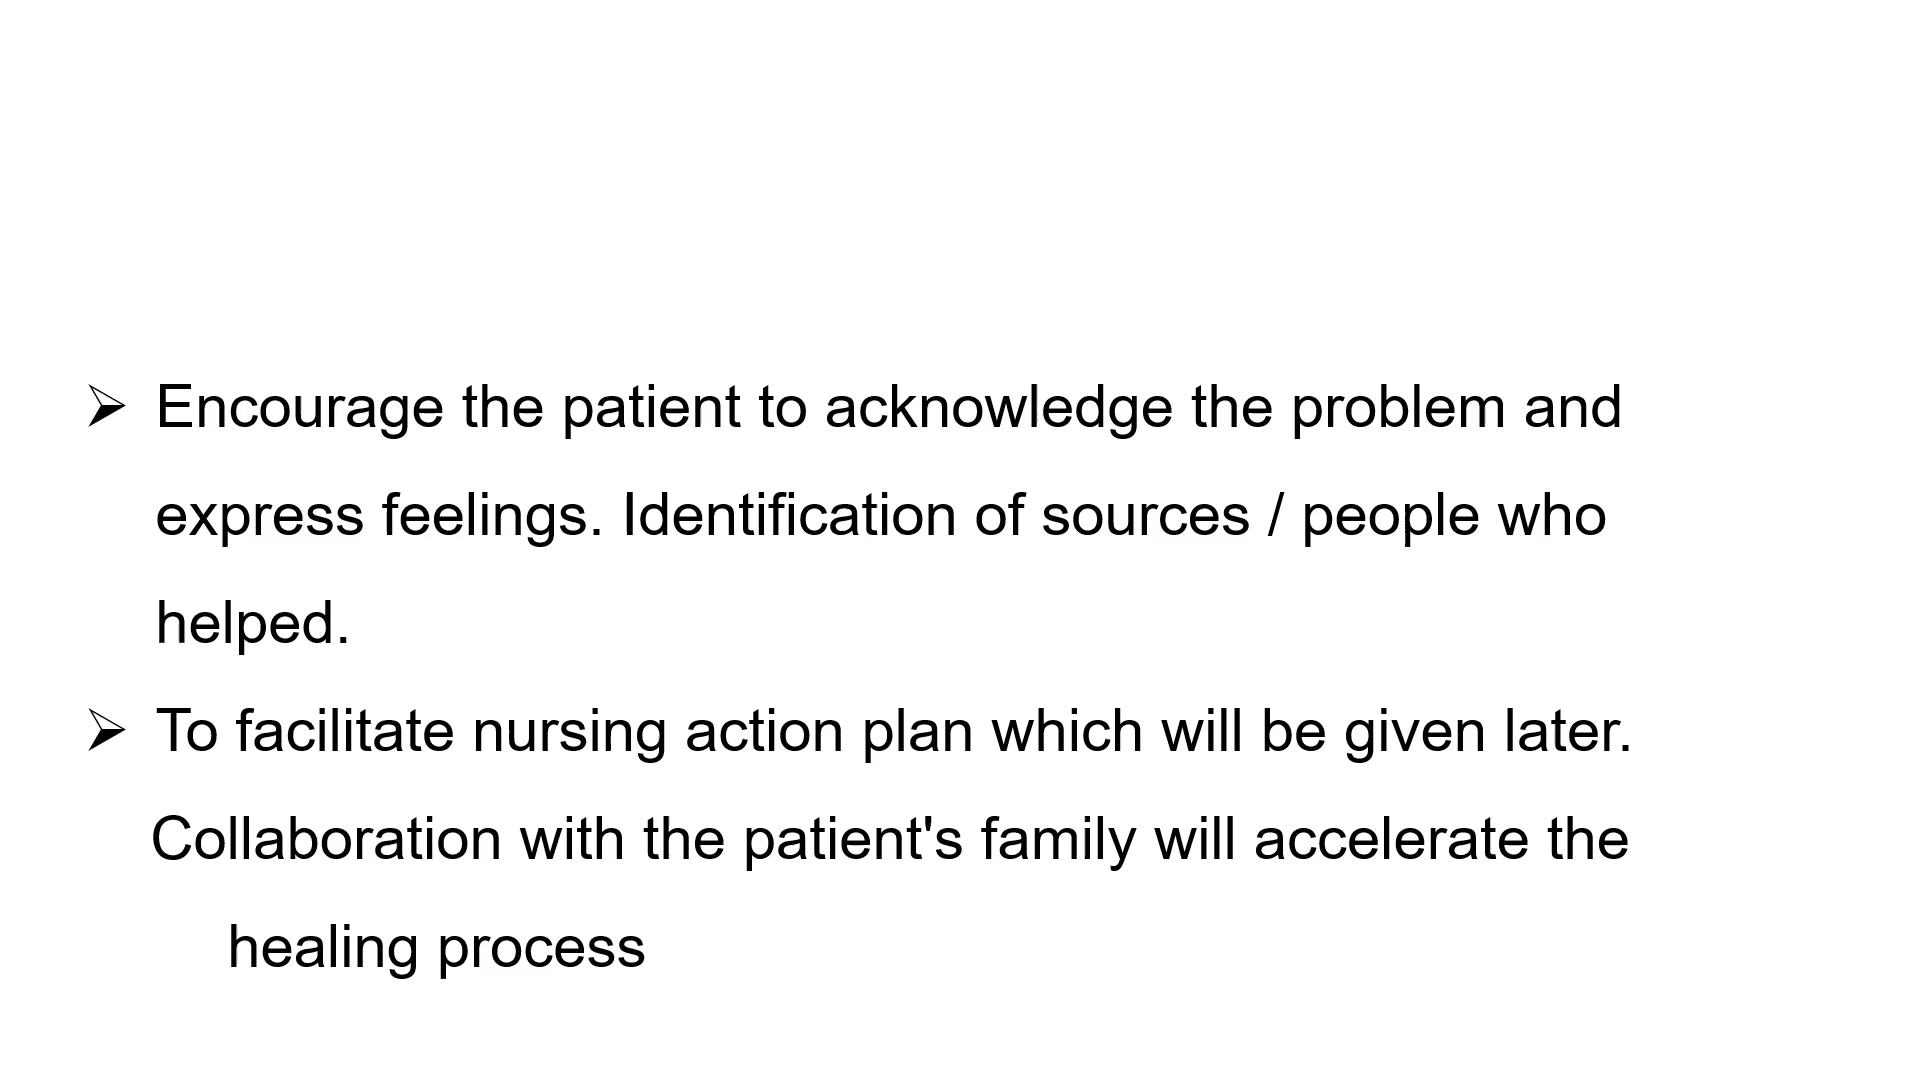 ➢ Encourage the patient to acknowledge the problem and
express feelings. Identification of sources / people who
helped.
➢ To facilitate nursing action plan which will be given later.
Collaboration with the patient's family will accelerate the
healing process